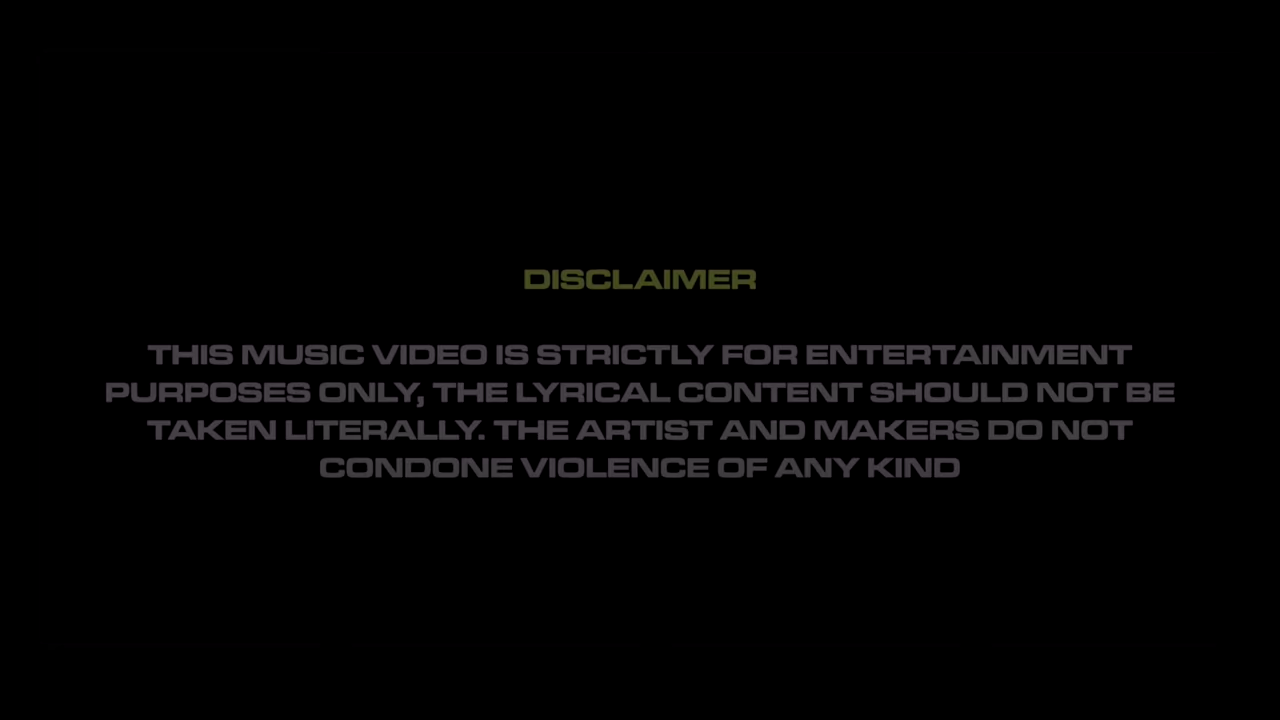 DISCLAIMER
THIS MUSIC VIDEO IS STRICTLY FOR ENTERTAINMENT
PURPOSES ONLY, THE LYRICAL CONTENT SHOULD NOT BE
TAKEN LITERALLY. THE ARTIST AND MAKERS DO NOT
CONDONE VIOLENCE OF ANY KIND